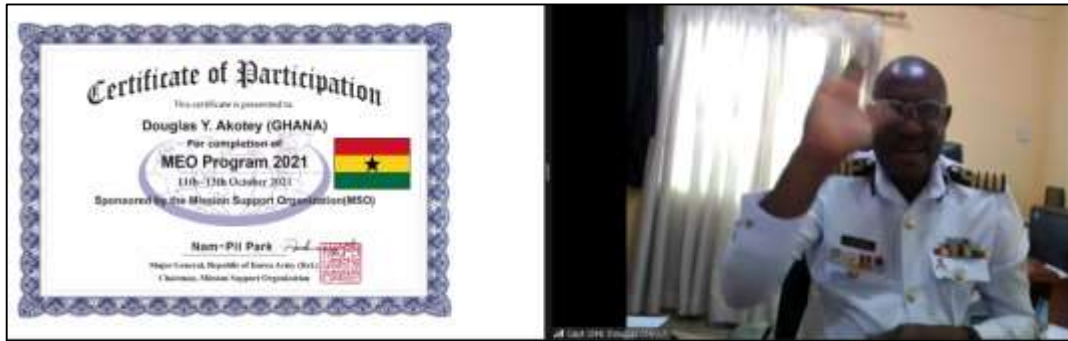 Certificate of Participation
This certificate is presented to
Douglas Y. Akotey (GHANA)
For completion of
MEO Program 2021
11th~13th October 2021
Sponsored by the Mission Support Organization(MSO)
Nam-Pil Park
Major General, Republic of Korea Army (Ret.)
Chairman, Mission Support Organization